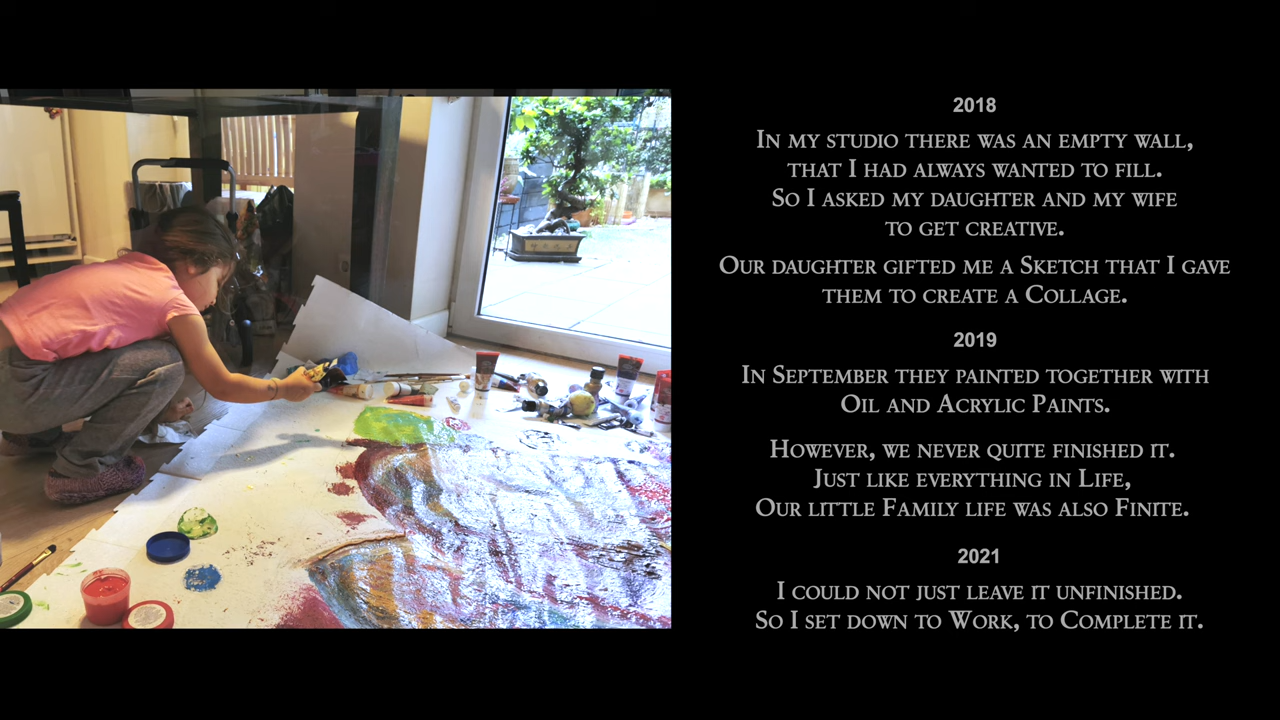 2018
In my studio there was an empty wall,
that I had always wanted to fill.
So I asked my daughter and my wife
to get creative.
Our daughter gifted me a Sketch that I gave
them to create a Collage.
2019
In September they painted together with
Oil and Acrylic Paints.
However, we never quite finished it.
Just like everything in Life,
Our little Family life was also Finite.
2021
I could not just leave it unfinished.
So I set down to Work, to Complete it.